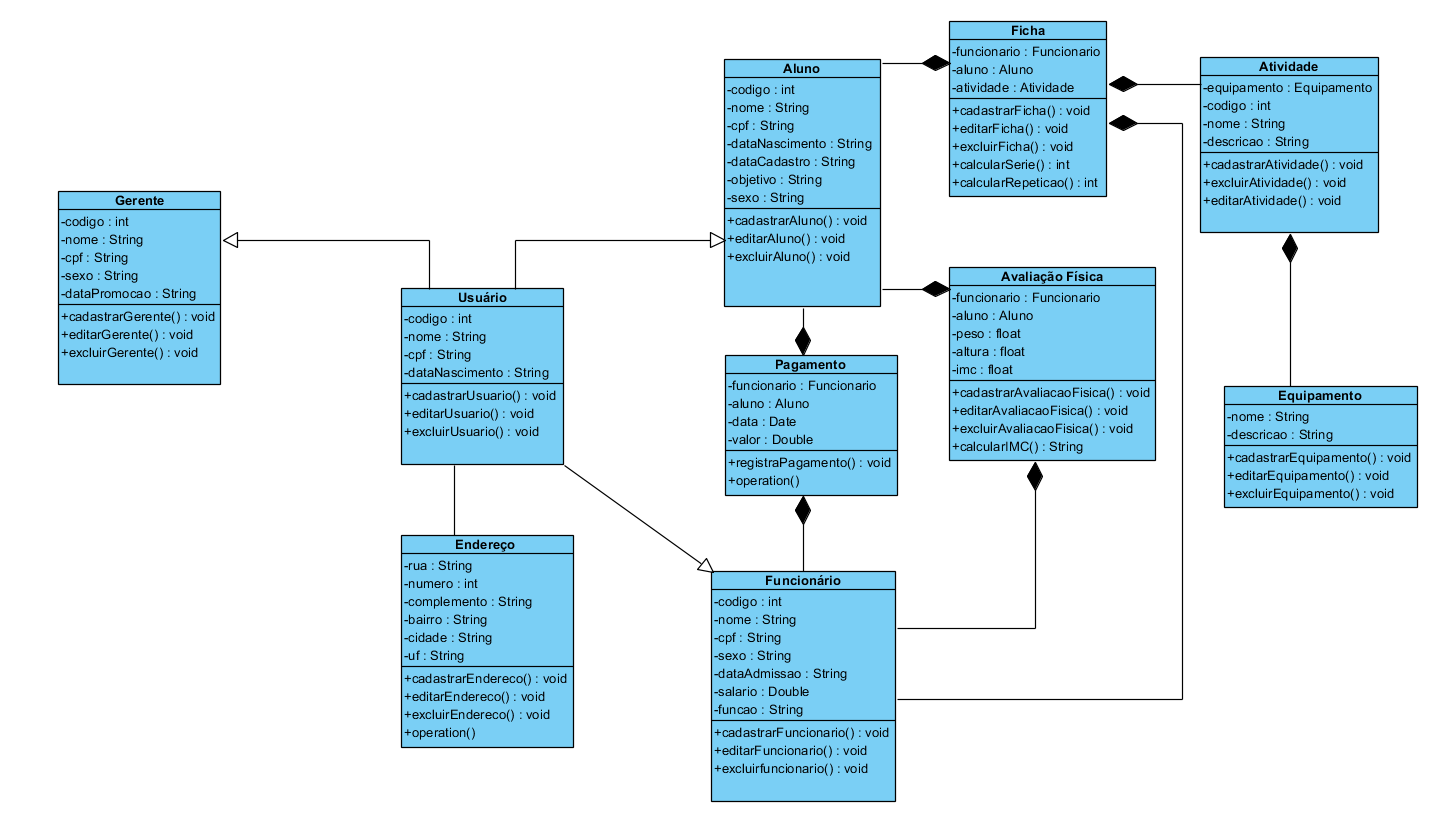 Ficha
-funcionario : Funcionario
-aluno : Aluno
-atividade : Atividade
+cadastrarFicha() : void
+editarFicha() : void
+excluirFicha() : void
+calcularSerie() : int
+calcularRepeticao() : int
Aluno
-codigo : int
-nome : String
-cpf : String
-dataNascimento : String
-dataCadastro : String
-objetivo : String
-sexo : String
+cadastrarAluno() : void
+editarAluno() : void
+excluirAluno() : void
Atividade
-equipamento : Equipamento
-codigo : int
-nome : String
-descricao : String
+cadastrarAtividade() : void
+excluirAtividade() : void
+editarAtividade() : void
Gerente
-codigo : int
-nome : String
-cpf : String
-sexo : String
-dataPromocao : String
+cadastrarGerente() : void
+editarGerente() : void
+excluirGerente() : void
Usuário
-codigo : int
-nome : String
-cpf : String
-dataNascimento : String
+cadastrarUsuario() : void
+editarUsuario() : void
+excluirUsuario() : void
Avaliação Física
-funcionario : Funcionario
-aluno : Aluno
-peso : float
-altura : float
-imc : float
+cadastrarAvaliacaoFisica() : void
+editarAvaliacaoFisica() : void
+excluirAvaliacaoFisica() : void
+calcularIMC() : String
Pagamento
-funcionario : Funcionario
-aluno : Aluno
-data : Date
-valor : Double
+registraPagamento() : void
+operation()
Equipamento
-nome : String
-descricao : String
+cadastrarEquipamento() : void
+editarEquipamento() : void
+excluirEquipamento() : void
Endereço
-rua : String
-numero : int
-complemento : String
-bairro : String
-cidade : String
-uf : String
+cadastrarEndereco() : void
+editarEndereco() : void
+excluirEndereco() : void
+operation()
Funcionário
-codigo : int
-nome : String
-cpf : String
-sexo : String
-dataAdmissao : String
-salario : Double
-funcao : String
+cadastrarFuncionario() : void
+editarFuncionario() : void
+excluirfuncionario() : void